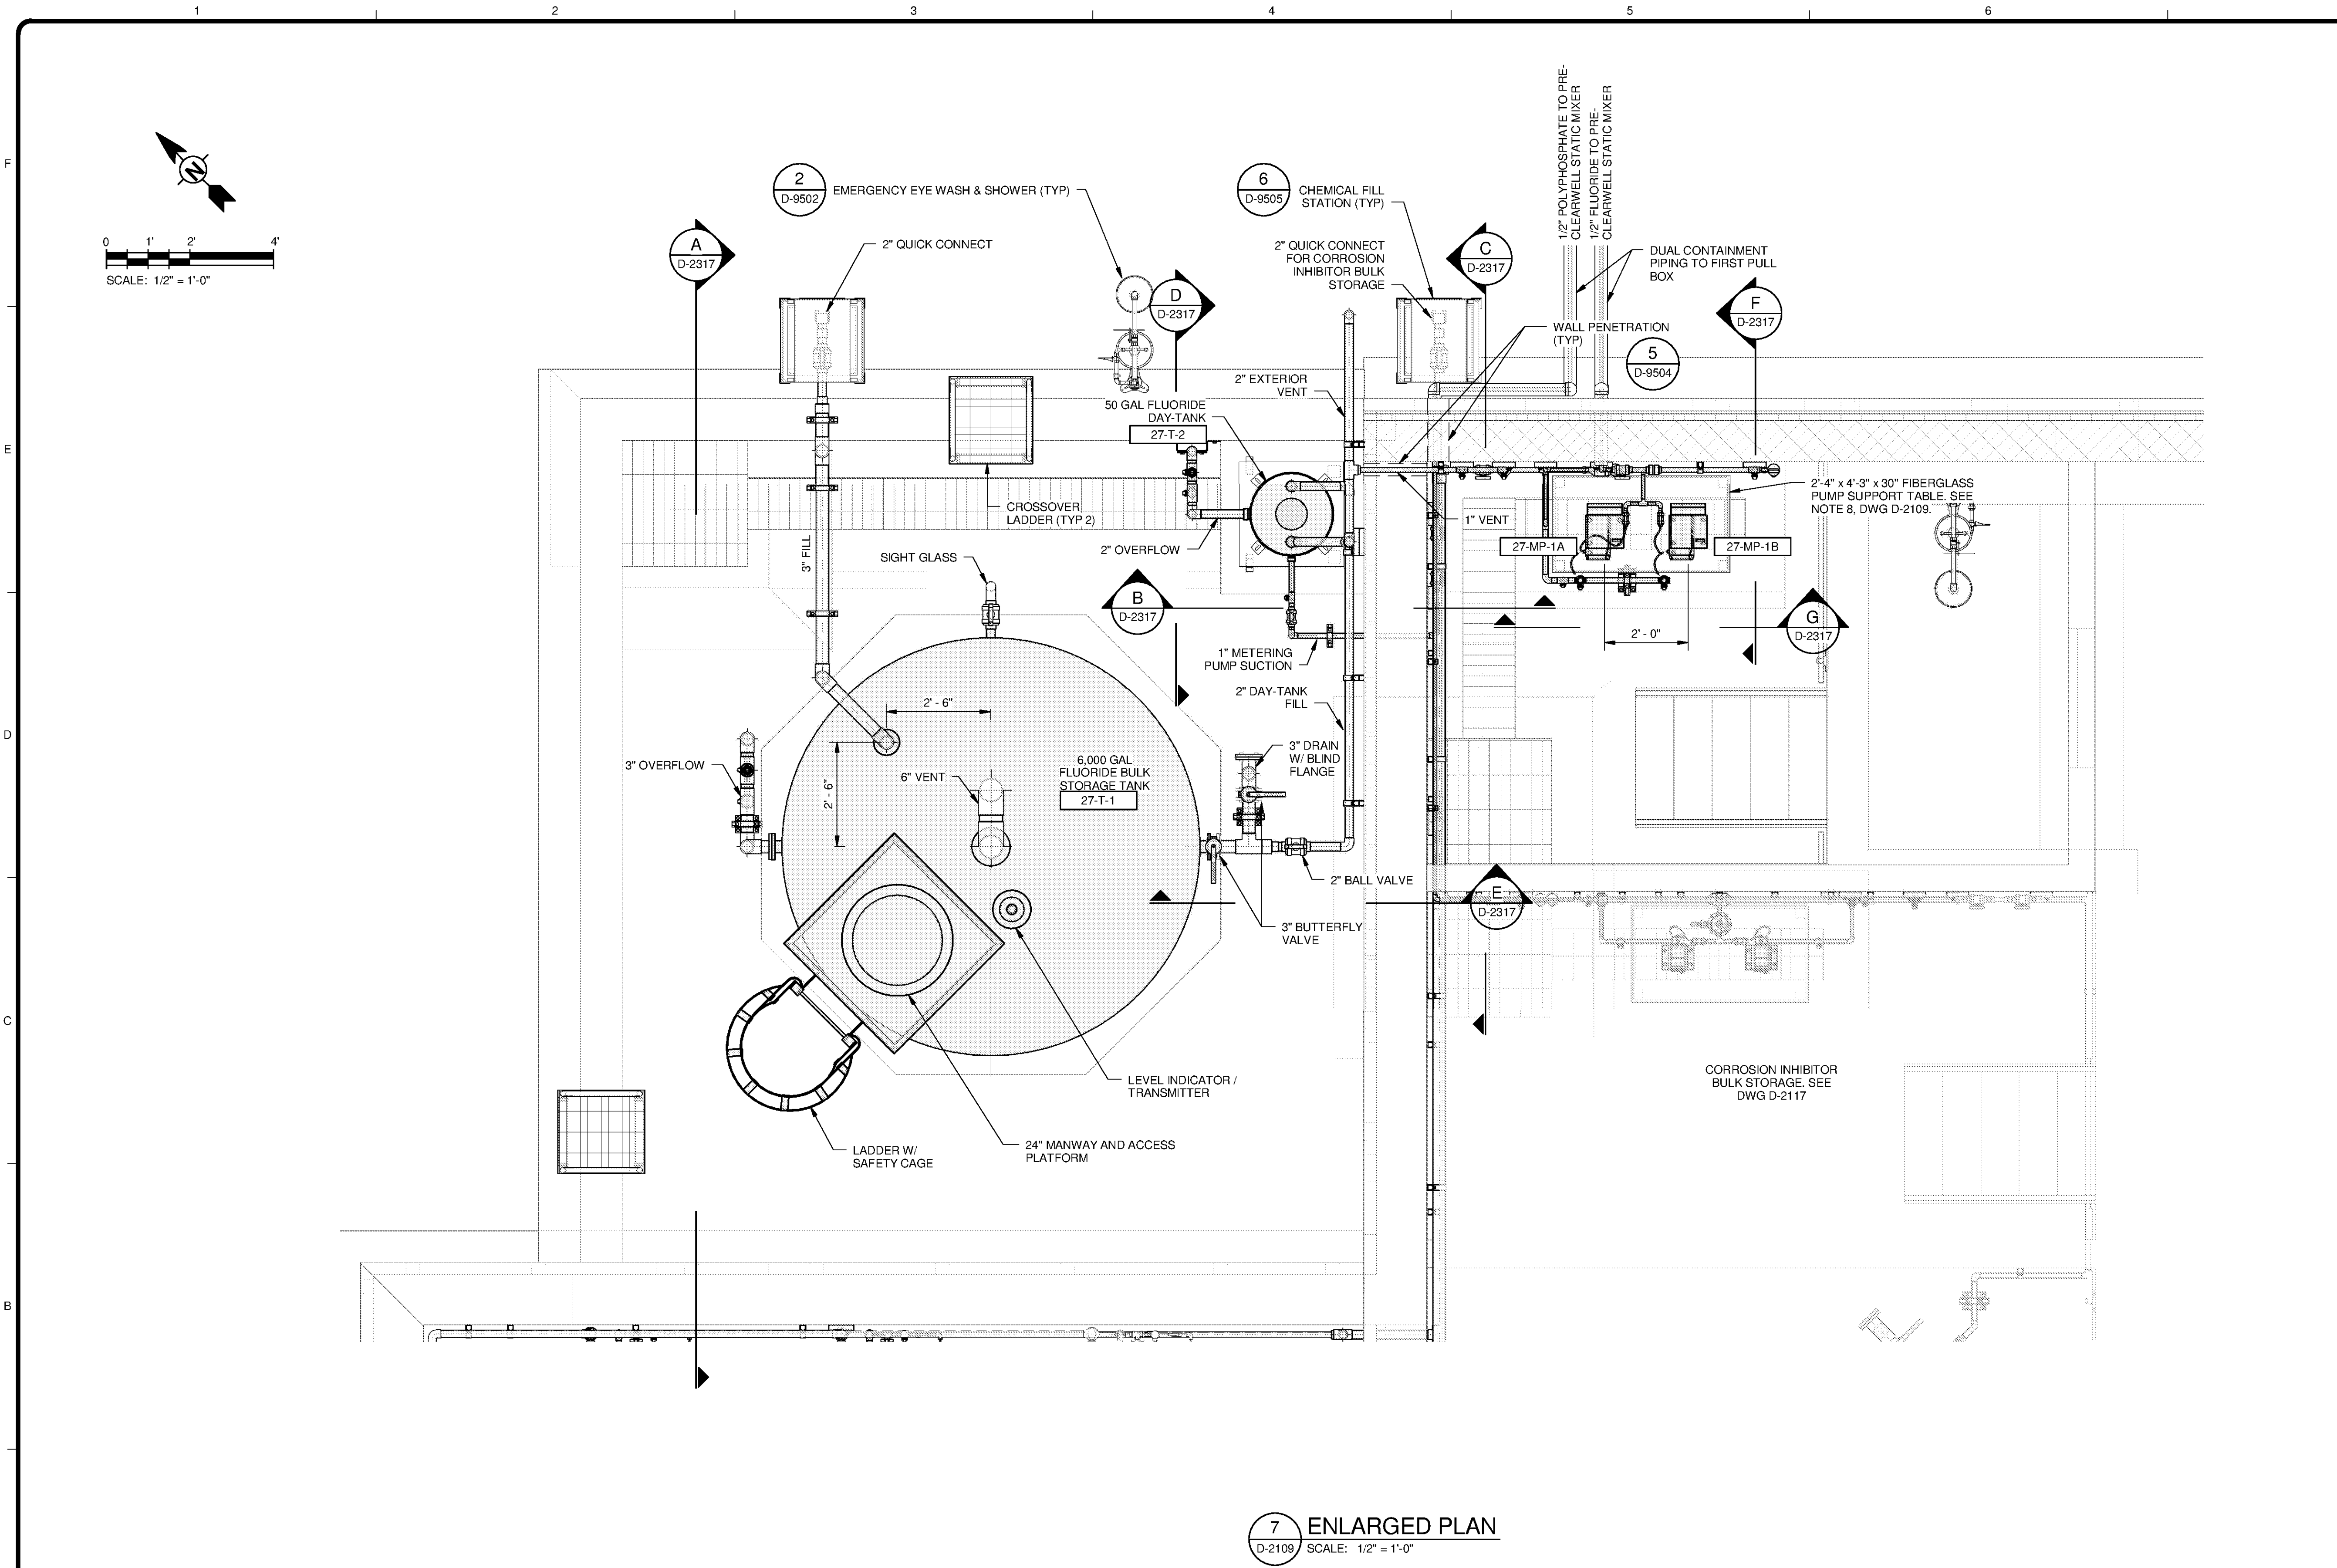 1
2
3
4
5
6
F
E
D
C
B
N
0 1' 2' 4'
SCALE: 1/2" = 1'-0"
2
D-9502
EMERGENCY EYE WASH & SHOWER (TYP)
6
D-9505
CHEMICAL FILL
STATION (TYP)
1/2" POLYPHOSPHATE TO PRE-
CLEARWELL STATIC MIXER
1/2" FLUORIDE TO PRE-
CLEARWELL STATIC MIXER
A
D-2317
2" QUICK CONNECT
2" QUICK CONNECT
FOR CORROSION
INHIBITOR BULK
STORAGE
C
D-2317
DUAL CONTAINMENT
PIPING TO FIRST PULL
BOX
D
D-2317
F
D-2317
WALL PENETRATION
(TYP)
5
D-9504
2" EXTERIOR
VENT
50 GAL FLUORIDE
DAY-TANK
27-T-2
CROSSOVER
LADDER (TYP 2)
2'-4" x 4'-3" x 30" FIBERGLASS
PUMP SUPPORT TABLE. SEE
NOTE 8, DWG D-2109.
1" VENT
3" FILL
2" OVERFLOW
27-MP-1A
27-MP-1B
SIGHT GLASS
B
D-2317
G
D-2317
2' - 0"
1" METERING
PUMP SUCTION
2" DAY-TANK
FILL
2' - 6"
3" OVERFLOW
2' - 6"
6" VENT
6,000 GAL
FLUORIDE BULK
STORAGE TANK
27-T-1
3" DRAIN
W/ BLIND
FLANGE
2" BALL VALVE
E
D-2317
3" BUTTERFLY
VALVE
LEVEL INDICATOR /
TRANSMITTER
CORROSION INHIBITOR
BULK STORAGE. SEE
DWG D-2117
24" MANWAY AND ACCESS
PLATFORM
LADDER W/
SAFETY CAGE
7
D-2109
ENLARGED PLAN
SCALE: 1/2" = 1'-0"